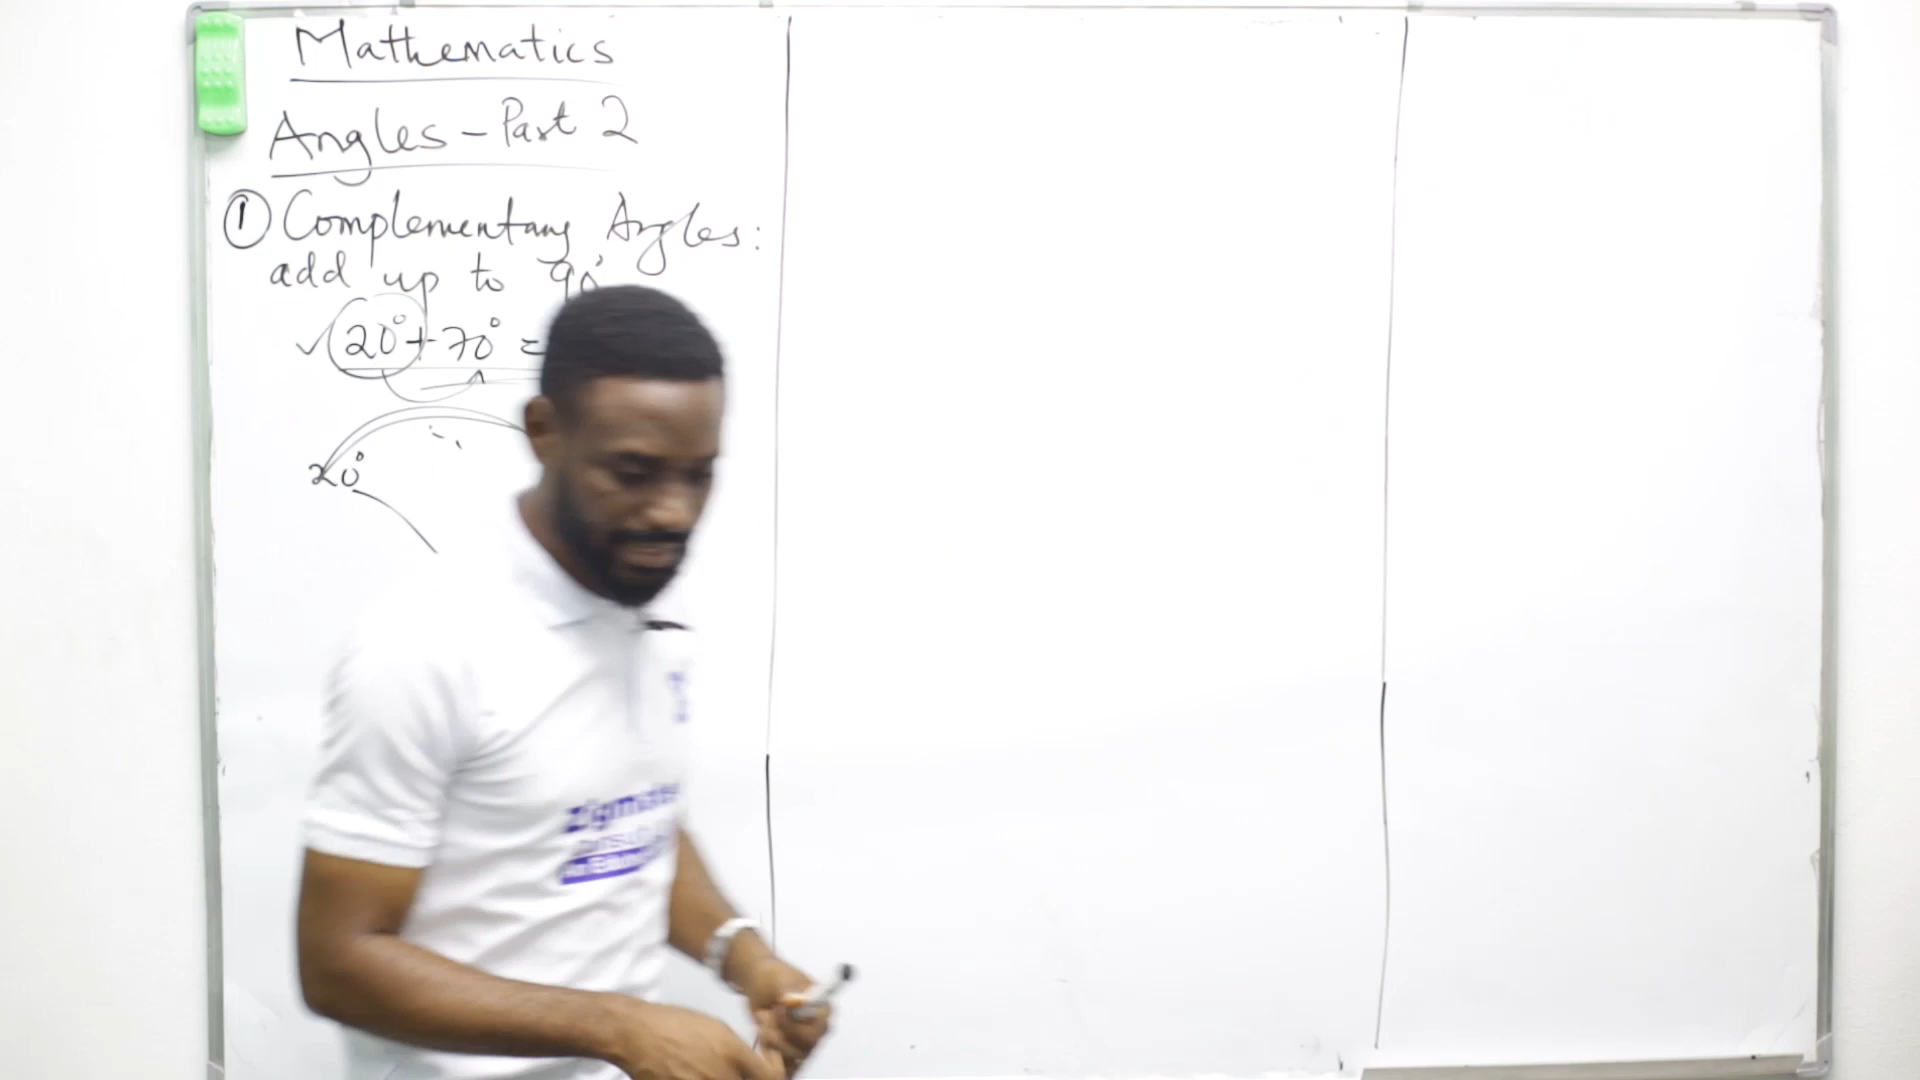 Mathematics
Angles - Part 2
① Complementary Angles:
add up to 90°
✓ 20° + 70° =
20°